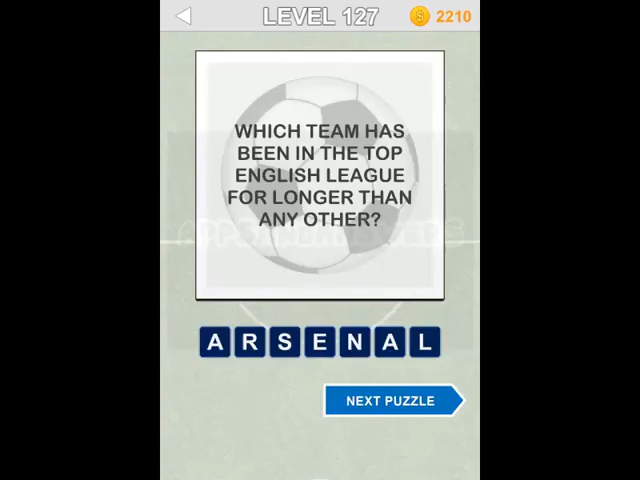 LEVEL 127
2210
WHICH TEAM HAS
BEEN IN THE TOP
ENGLISH LEAGUE
FOR LONGER THAN
ANY OTHER?
ARSENAL
NEXT PUZZLE